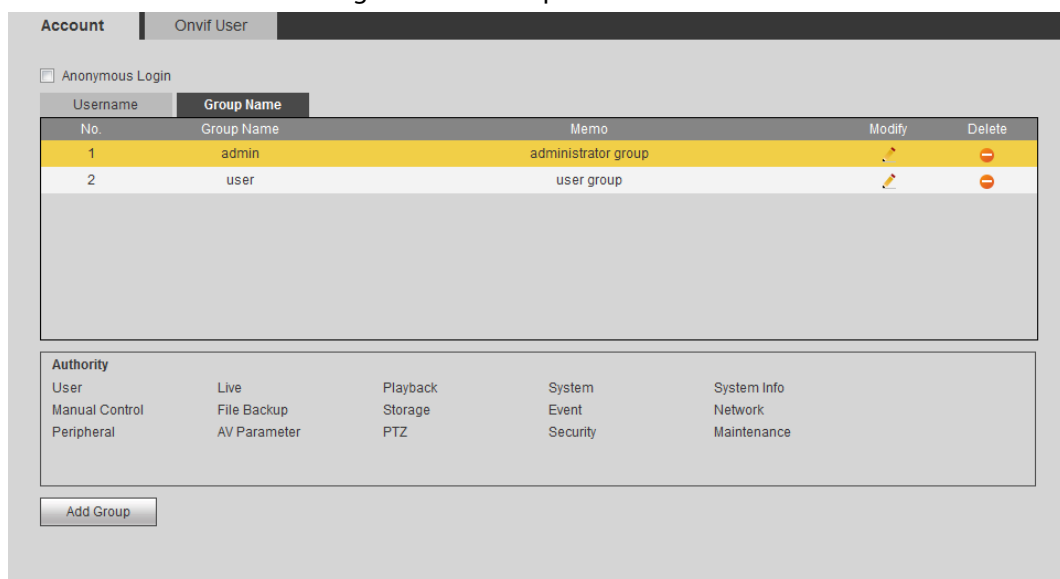 Account Onvif User
Anonymous Login
Username Group Name
No. Group Name Memo Modify Delete
1 admin administrator group
2 user user group
Authority
User Live Playback System System Info
Manual Control File Backup Storage Event Network
Peripheral AV Parameter PTZ Security Maintenance
Add Group